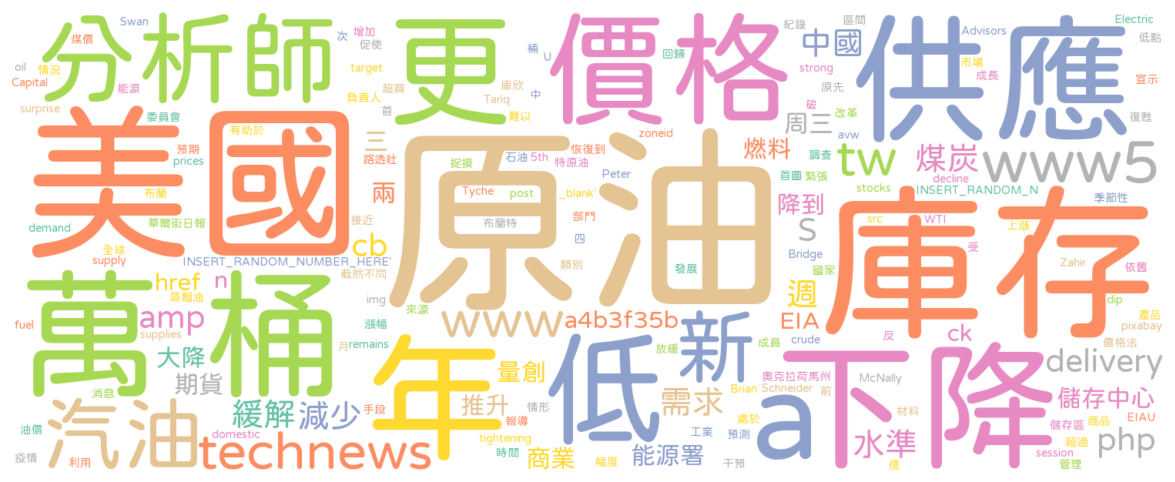 分析師
更
價格
供應
美國
原油
庫存
萬桶
年
低
新
a
下降
汽油
technews
www
www5
tw
煤炭
中國
周三
燃料
三
兩
cb
href
n
amp
a4b3f35b
大降
期貨
緩解
減少
量創
推升
需求
商業
能源署
水準
儲存中心
delivery
php
ck
週
EIA
S
降到
oil
Capital
煤價
情況
能源
surprise
委員會
Swan
次
增加
促使
target
負責人
超買
首
庫欣
Tariq
難以
桶
中
U
回歸
紀錄
strong
區間
原先
Advisors
市場
成長
Electric
低點
宣示
復甦
破
改革
avw
調查
首圖
緊張
decline
stocks
INSERT_RANDOM_N
季節性
預期
prices
有助於
布蘭
華爾街日報
demand
全球
supply
INSERT_RANDOM_NUMBER_HERE'
路透社
接近
截然不同
捉摸
石油
5th
特原油
恢復到
zoneid
Tyche
post
_blank'
Peter
部門
布蘭特
四
類別
發展
src
WTI
上漲
受
Bridge
國家
Zahir
依舊
dip
產品
pixabay
價格法
蒸餾油
fuel
supplies
img
來源
漲幅
月
remains
crude
反
放緩
成員
奧克拉荷馬州
McNally
Brian
Schneider
前
材料
處於
預測
工業
干預
幅度
時間
tightening
報導
情形
手段
利用
domestic
消息
油價
疫情
儲存區
商品
EIAU
超過
session
管理
億